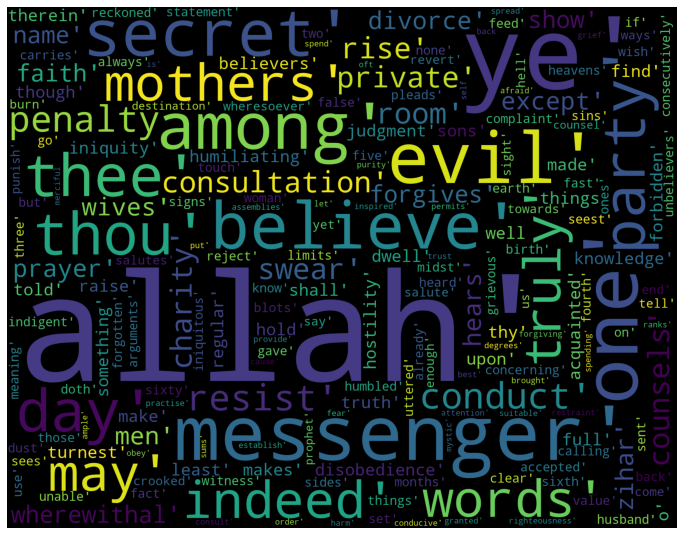 therein'
reckoned'
statement'
name'
carries'
secret'
two'
spend'
divorce'
feed'
spread'
none'
revert'
back'
show'
grief'
if'
ways'
wish'
consecutively'
ye'
oft'
always'
believers'
mothers'
rise'
false'
find'
heavens'
faith'
though'
burn'
destination'
wheresoever'
private'
pleads'
afraid'
hell'
except'
sins'
complaint'
counsel'
unbelievers'
penalty'
among'
room'
judgment'
sons'
self'
evil'
party'
one'
go'
iniquity'
humiliating'
five'
purity'
sight'
made'
punish'
merciful'
but'
touch'
thee'
consultation'
signs'
woman'
forgives'
earth'
fast'
things'
ones'
forbidden'
wives'
assemblies'
let'
inspired'
permits'
towards'
seest'
three'
thou'
yet'
put'
believe'
well
birth'
truly'
knowledge'
prayer'
reject'
limits'
dwell'
midst'
trust
salutes'
swear'
told'
raise'
know'
salute'
heard'
grievous'
us'
end'
tell'
indigent'
something'
forgotten'
arguments'
charity'
iniquitous'
regular'
blots'
shall'
hostility'
hears'
thy'
degrees'
forgiving'
fourth'
ranks'
acquainted'
counsels'
allah'
hold'
say'
provide'
gave'
enough'
already'
uttered'
upon'
spending'
on'
meaning'
doth'
sixty'
cause'
humbled'
best'
brought'
concerning'
zihar'
sent'
day'
practise'
resist'
truth'
conduct'
those'
make'
fear'
attention'
suitable'
restraint'
full'
calling'
dust'
ample'
men'
messenger'
prophet'
mystic'
sees'
turnest'
least'
makes'
disobedience'
clear'
accepted'
sixth'
back'
come'
use'
may'
obey'
crooked'
witness'
sides'
months'
unable'
fact'
sums'
establish'
indeed'
things'
words'
value'
husband'
o'
wherewithal'
set'
consult'
order'
harm'
conducive'
granted'
righteousness'